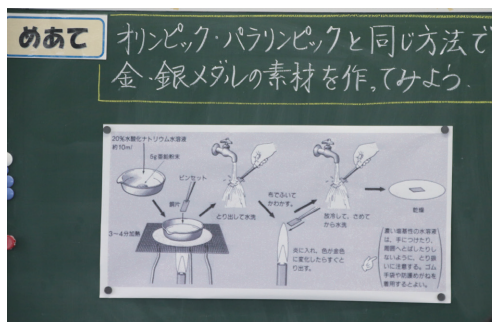 めあて
オリンピック・パラリンピックと同じ方法で
金・銀メダルの素材を作ってみよう.
20%水酸化ナトリウム水溶液
約10ml
5g亜鉛粉末
ピンセット
銅片
3〜4分加熱
とり出して水洗
布でふいて
かわかす。
炎に入れ、色が金色
に変化したらすぐと
り出す。
放冷して、さめて
から水洗
乾燥
濃い塩基性の水溶液
は、手につけたり、
周囲へとばしたりし
ないように、とり扱
いに注意する。ゴム
手袋や防護めがねを
着用するとよい。